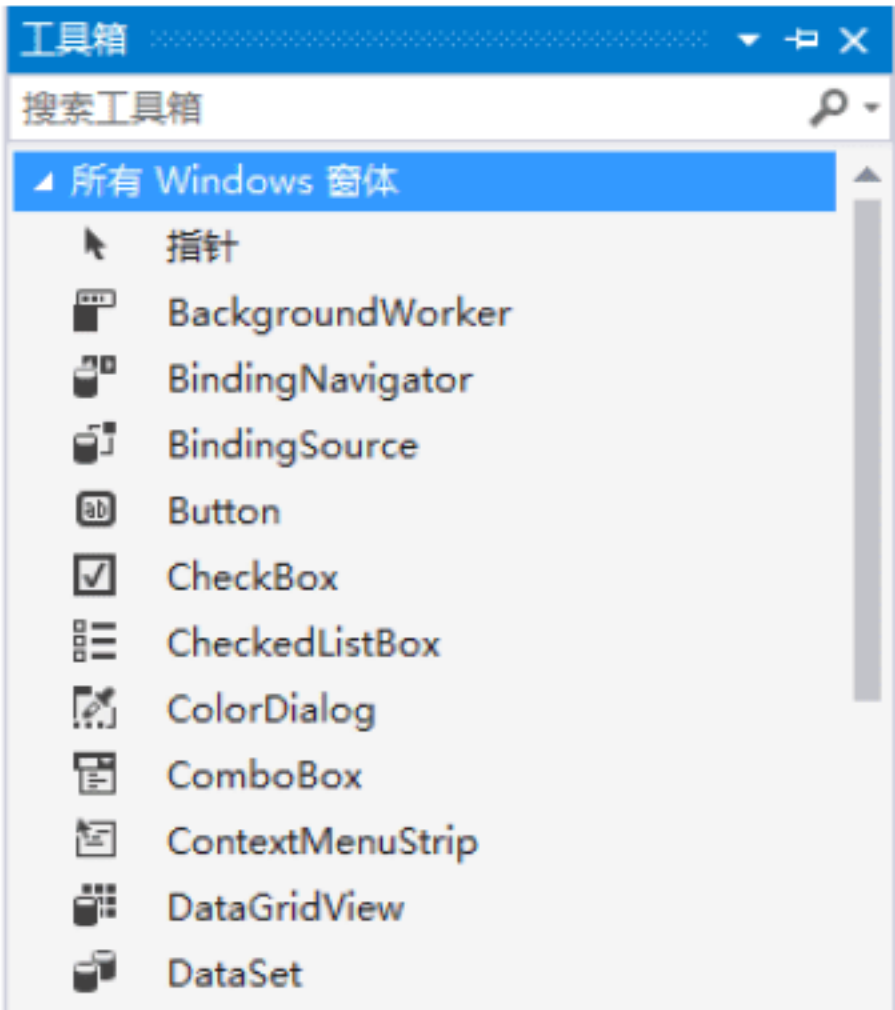 工具箱
搜索工具箱
所有 Windows 窗体
指针
BackgroundWorker
BindingNavigator
BindingSource
Button
CheckBox
CheckedListBox
ColorDialog
ComboBox
ContextMenuStrip
DataGridView
DataSet